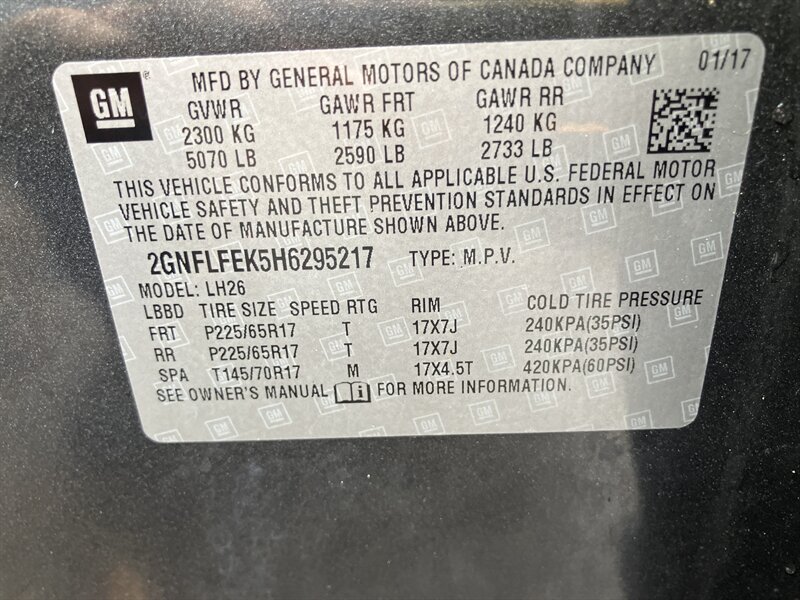 GM
MFD BY GENERAL MOTORS OF CANADA COMPANY 01/17
GVWR GAWR FRT GAWR RR
2300 KG 1175 KG 1240 KG
5070 LB 2590 LB 2733 LB
THIS VEHICLE CONFORMS TO ALL APPLICABLE U.S. FEDERAL MOTOR
VEHICLE SAFETY AND THEFT PREVENTION STANDARDS IN EFFECT ON
THE DATE OF MANUFACTURE SHOWN ABOVE.
2GNFLFEK5H6295217 TYPE: M.P.V.
MODEL: LH26
LBBD TIRE SIZE SPEED RTG RIM COLD TIRE PRESSURE
FRT P225/65R17 T 17X7J 240KPA(35PSI)
RR P225/65R17 T 17X7J 240KPA(35PSI)
SPA T145/70R17 M 17X4.5T 420KPA(60PSI)
SEE OWNER'S MANUAL FOR MORE INFORMATION.